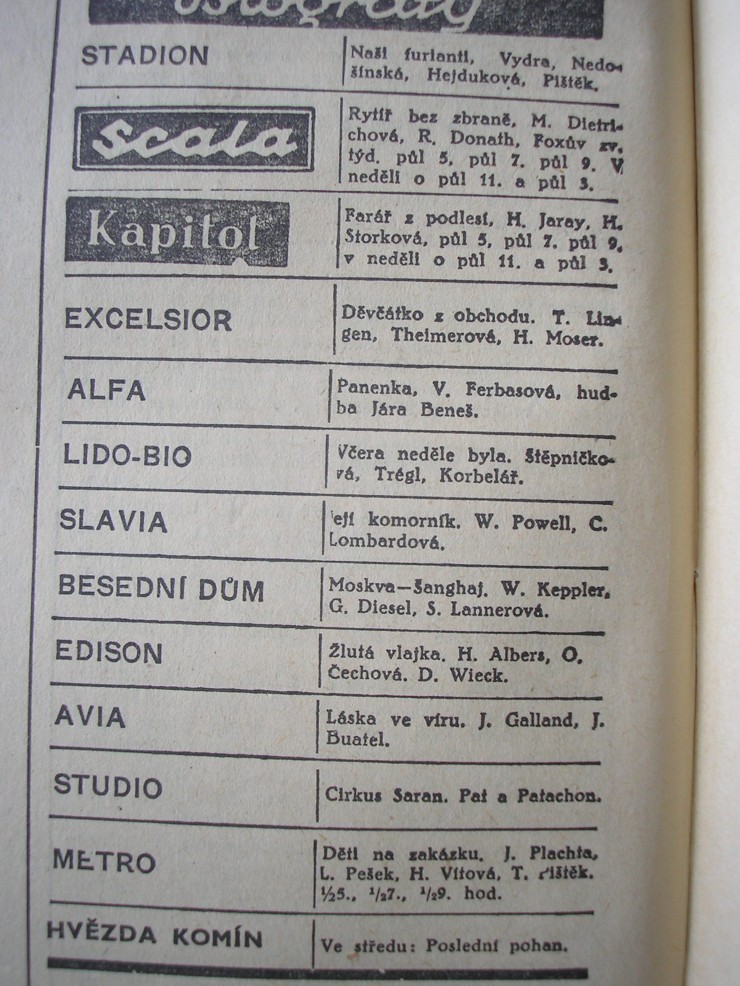 Biografy
STADION
Naši furianti, Vydra, Nedo-
šinská, Hejduková, Pištěk.
Scala
Rytíř bez zbraně, M. Dietri-
chová, R. Donath, Foxův zv.
týd. půl 5, půl 7. půl 9. V
neděli o půl 11. a půl 3.
Kapitol
Farář z podlesí, H. Jaray, H.
Storková, půl 5, půl 7. půl 9.
v neděli o půl 11. a půl 3.
EXCELSIOR
Děvčátko z obchodu. T. Lin-
gen, Theimerová, H. Moser.
ALFA
Panenka, V. Ferbasová, hud-
ba Jára Beneš.
LIDO-BIO
Včera neděle byla. Štěpničko-
vá, Trégl, Korbelář.
SLAVIA
ejí komorník. W. Powell, C.
Lombardová.
BESEDNÍ DŮM
Moskva—Šanghaj. W. Keppler,
G. Diesel, S. Lannerová.
EDISON
Žlutá vlajka. H. Albers, O.
Čechová. D. Wieck.
AVIA
Láska ve víru. J. Galland, J.
Buatel.
STUDIO
Cirkus Saran. Pat a Patachon.
METRO
Děti na zakázku. J. Plachta,
L. Pešek, H. Vítová, T. Pištěk.
½5., ½7., ½9. hod.
HVĚZDA KOMÍN
Ve středu: Poslední pohan.